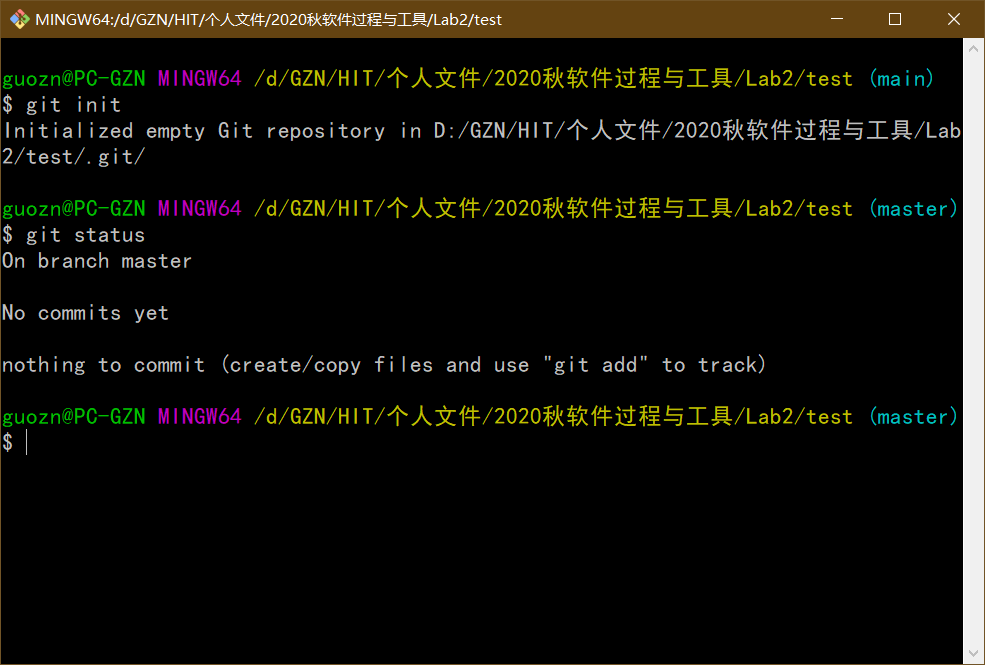 MINGW64:/d/GZN/HIT/个人文件/2020秋软件过程与工具/Lab2/test
guozn@PC-GZN MINGW64 /d/GZN/HIT/个人文件/2020秋软件过程与工具/Lab2/test (main)
$ git init
Initialized empty Git repository in D:/GZN/HIT/个人文件/2020秋软件过程与工具/Lab
2/test/.git/
guozn@PC-GZN MINGW64 /d/GZN/HIT/个人文件/2020秋软件过程与工具/Lab2/test (master)
$ git status
On branch master
No commits yet
nothing to commit (create/copy files and use "git add" to track)
guozn@PC-GZN MINGW64 /d/GZN/HIT/个人文件/2020秋软件过程与工具/Lab2/test (master)
$